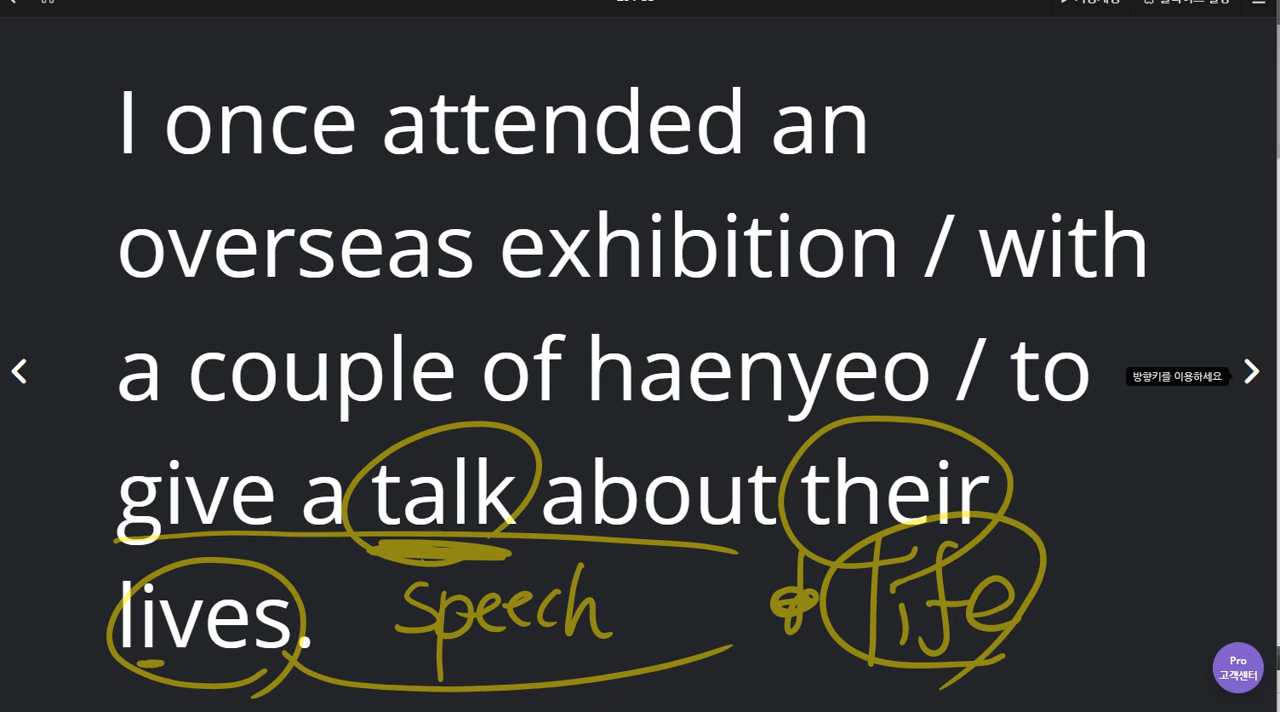 I once attended an
overseas exhibition / with
a couple of haenyeo / to
방향키를 이용하세요
give a talk about their
lives.
speech
life
Pro
고객센터